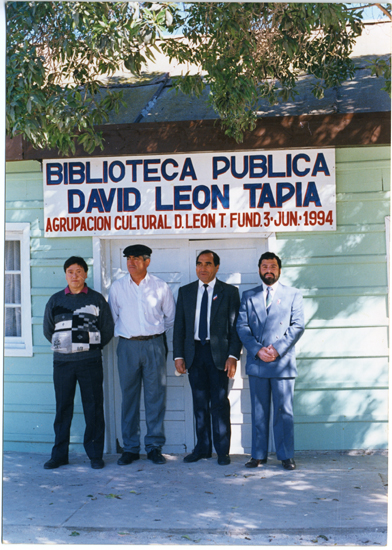 BIBLIOTECA PUBLICA
DAVID LEON TAPIA
AGRUPACION CULTURAL D. LEON T. FUND. 3 • JUN • 1994